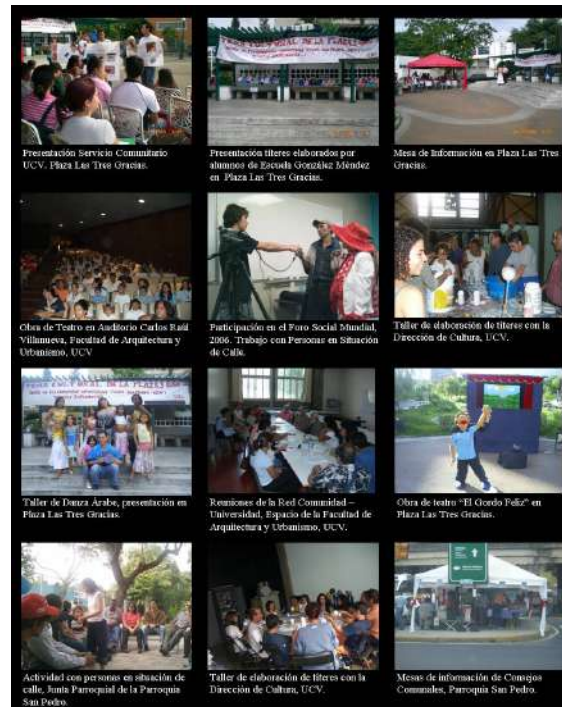 Presentación Servicio Comunitario
UCV. Plaza Las Tres Gracias.
Presentación títeres elaborados por
alumnos de Escuela González Méndez
en Plaza Las Tres Gracias.
Mesa de Información en Plaza Las Tres
Gracias.
Obra de Teatro en Auditorio Carlos Raúl
Villanueva, Facultad de Arquitectura y
Urbanismo, UCV
Participación en el Foro Social Mundial,
2006. Trabajo con Personas en Situación
de Calle.
Taller de elaboración de títeres con la
Dirección de Cultura, UCV.
CULTURAL DE LA PLAZA
Taller de Danza Árabe, presentación en
Plaza Las Tres Gracias.
Reuniones de la Red Comunidad –
Universidad, Espacio de la Facultad de
Arquitectura y Urbanismo, UCV.
Obra de teatro “El Gordo Feliz” en
Plaza Las Tres Gracias.
Actividad con personas en situación de
calle, Junta Parroquial de la Parroquia
San Pedro.
Taller de elaboración de títeres con la
Dirección de Cultura, UCV.
Mesas de información de Consejos
Comunales, Parroquia San Pedro.